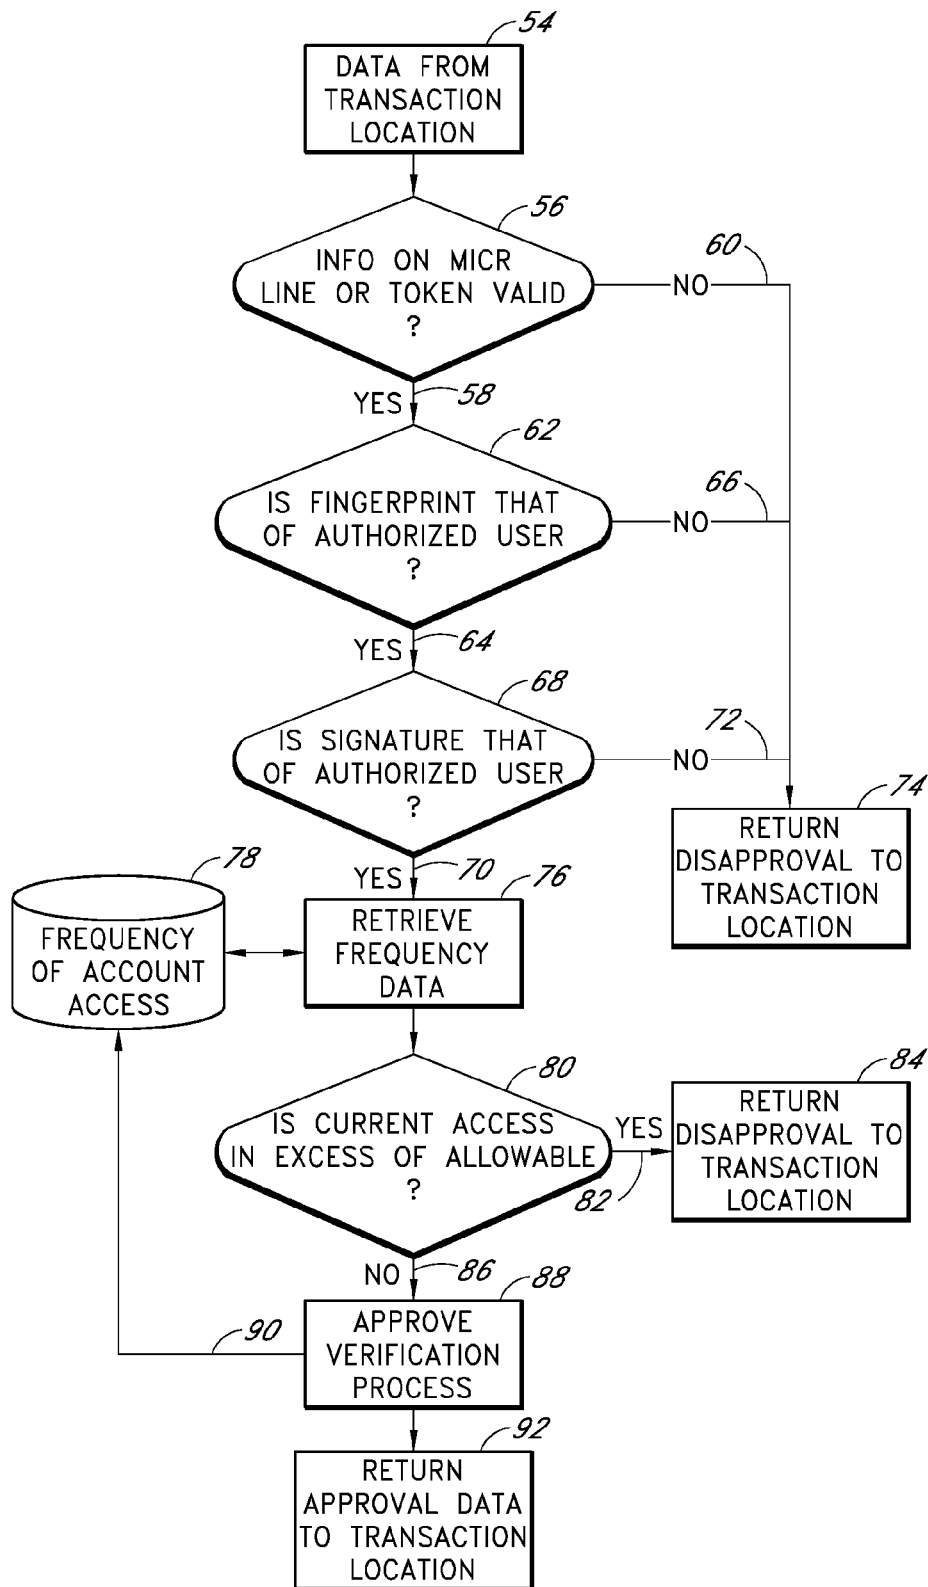 54
DATA FROM
TRANSACTION
LOCATION
56
INFO ON MICR
LINE OR TOKEN VALID
?
60
NO
YES
58
62
IS FINGERPRINT THAT
OF AUTHORIZED USER
?
66
NO
YES
64
68
IS SIGNATURE THAT
OF AUTHORIZED USER
?
72
NO
74
RETURN
DISAPPROVAL TO
TRANSACTION
LOCATION
YES
70
76
RETRIEVE
FREQUENCY
DATA
78
FREQUENCY
OF ACCOUNT
ACCESS
80
IS CURRENT ACCESS
IN EXCESS OF ALLOWABLE
?
YES
82
84
RETURN
DISAPPROVAL TO
TRANSACTION
LOCATION
NO
86
88
APPROVE
VERIFICATION
PROCESS
90
92
RETURN
APPROVAL DATA
TO TRANSACTION
LOCATION